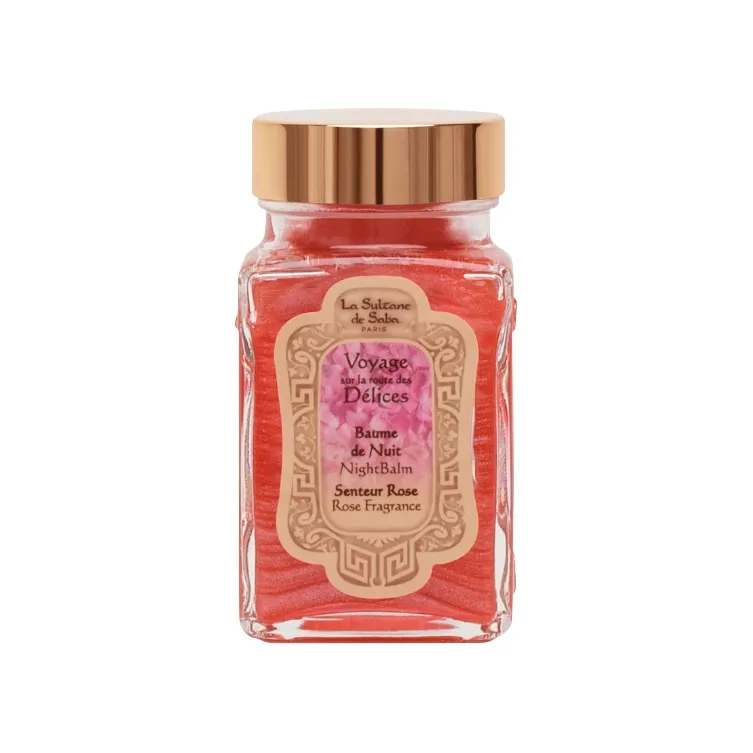 La Sultane
de Saba
PARIS
Voyage
sur la route des
Délices
Baume
de Nuit
NightBalm
Senteur Rose
Rose Fragrance